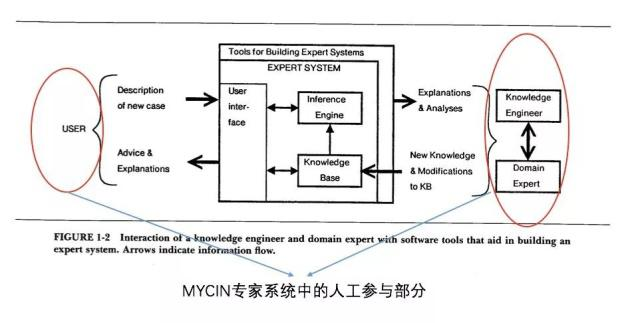 Tools for Building Expert Systems
EXPERT SYSTEM
USER
Description
of new case
Advice &
Explanations
User
inter-
face
Inference
Engine
Knowledge
Base
Explanations
& Analyses
New Knowledge
& Modifications
to KB
Knowledge
Engineer
Domain
Expert
FIGURE 1-2 Interaction of a knowledge engineer and domain expert with software tools that aid in building an
expert system. Arrows indicate information flow.
MYCIN专家系统中的人工参与部分